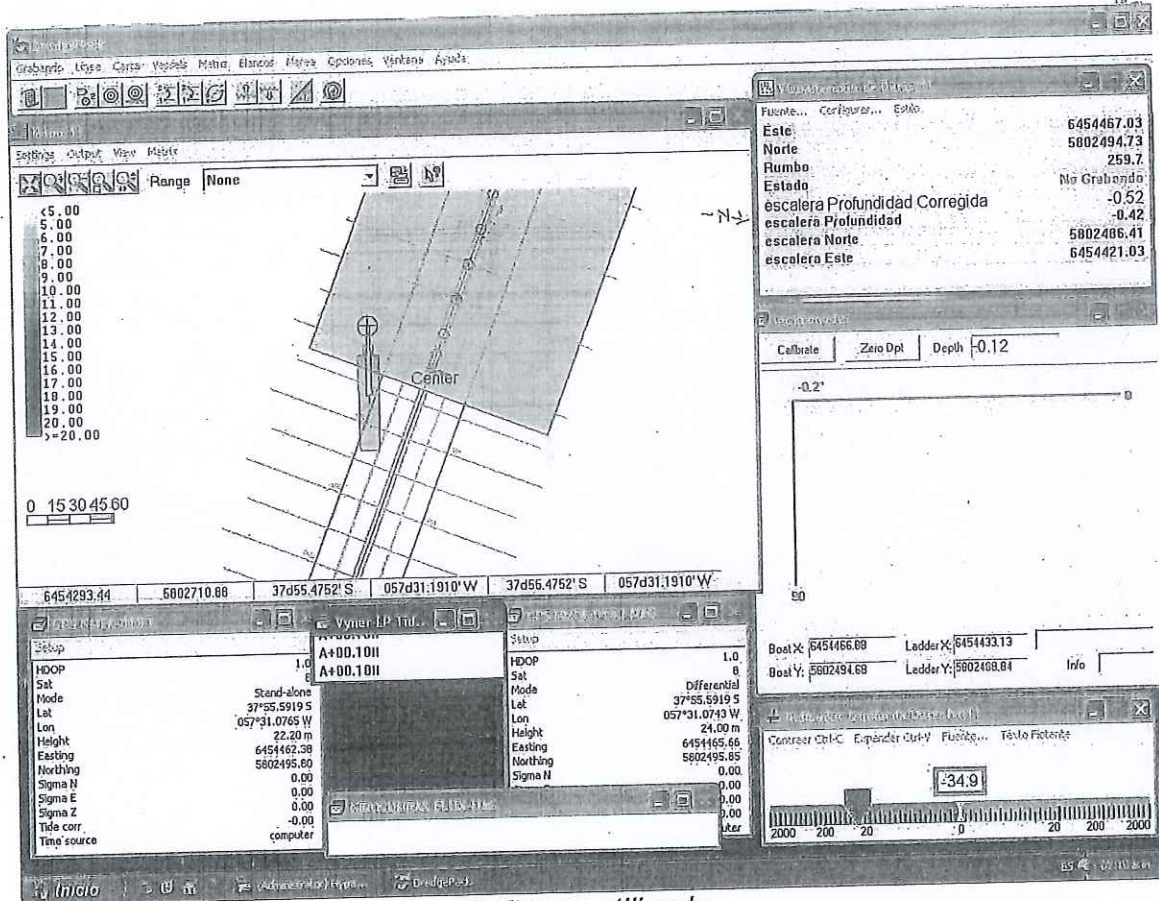 Grabando Línea Carta Vessels Matriz Blancos Marea Opciones Ventana Ayuda
Settings Output View Matrix
Range None
<5.00
5.00
6.00
7.00
8.00
9.00
10.00
11.00
12.00
13.00
14.00
15.00
16.00
17.00
18.00
19.00
20.00
>=20.00
Center
0 15 30 45 60
6454293.44 5802710.88 37d55.4752' S 057d31.1910' W 37d55.4752' S 057d31.1910' W
Fuente... Configurar... Estilo
Este 6454467.03
Norte 5802494.73
Rumbo 259.7
Estado No Grabando
escalera Profundidad Corregida -0.52
escalera Profundidad -0.42
escalera Norte 5802486.41
escalera Este 6454421.03
Calibrate Zero Dpt Depth -0.12
-0.2°
0
90
Boat X: 6454466.88 Ladder X: 6454433.13
Boat Y: 5802494.68 Ladder Y: 5802488.84 Info
Setup
HDOP 1.0
Sat 8
Mode Stand-alone
Lat 37°55.5919 S
Lon 057°31.0765 W
Height 22.20 m
Easting 6454462.38
Northing 5802495.80
Sigma N 0.00
Sigma E 0.00
Sigma Z 0.00
Tide corr -0.00
Time source computer
Vyner LP
A+00.10II
A+00.10II
Setup
HDOP 1.0
Sat 8
Mode Differential
Lat 37°55.5919 S
Lon 057°31.0743 W
Height 24.00 m
Easting 6454465.66
Northing 5802495.85
Sigma N 0.00
0.00
0.00
0.00
uter
Contraer Ctrl-C Expander Ctrl-V Fuente... Texto Flotante
-34.9
2000 200 20 0 20 200 2000
Inicio
DredgePack